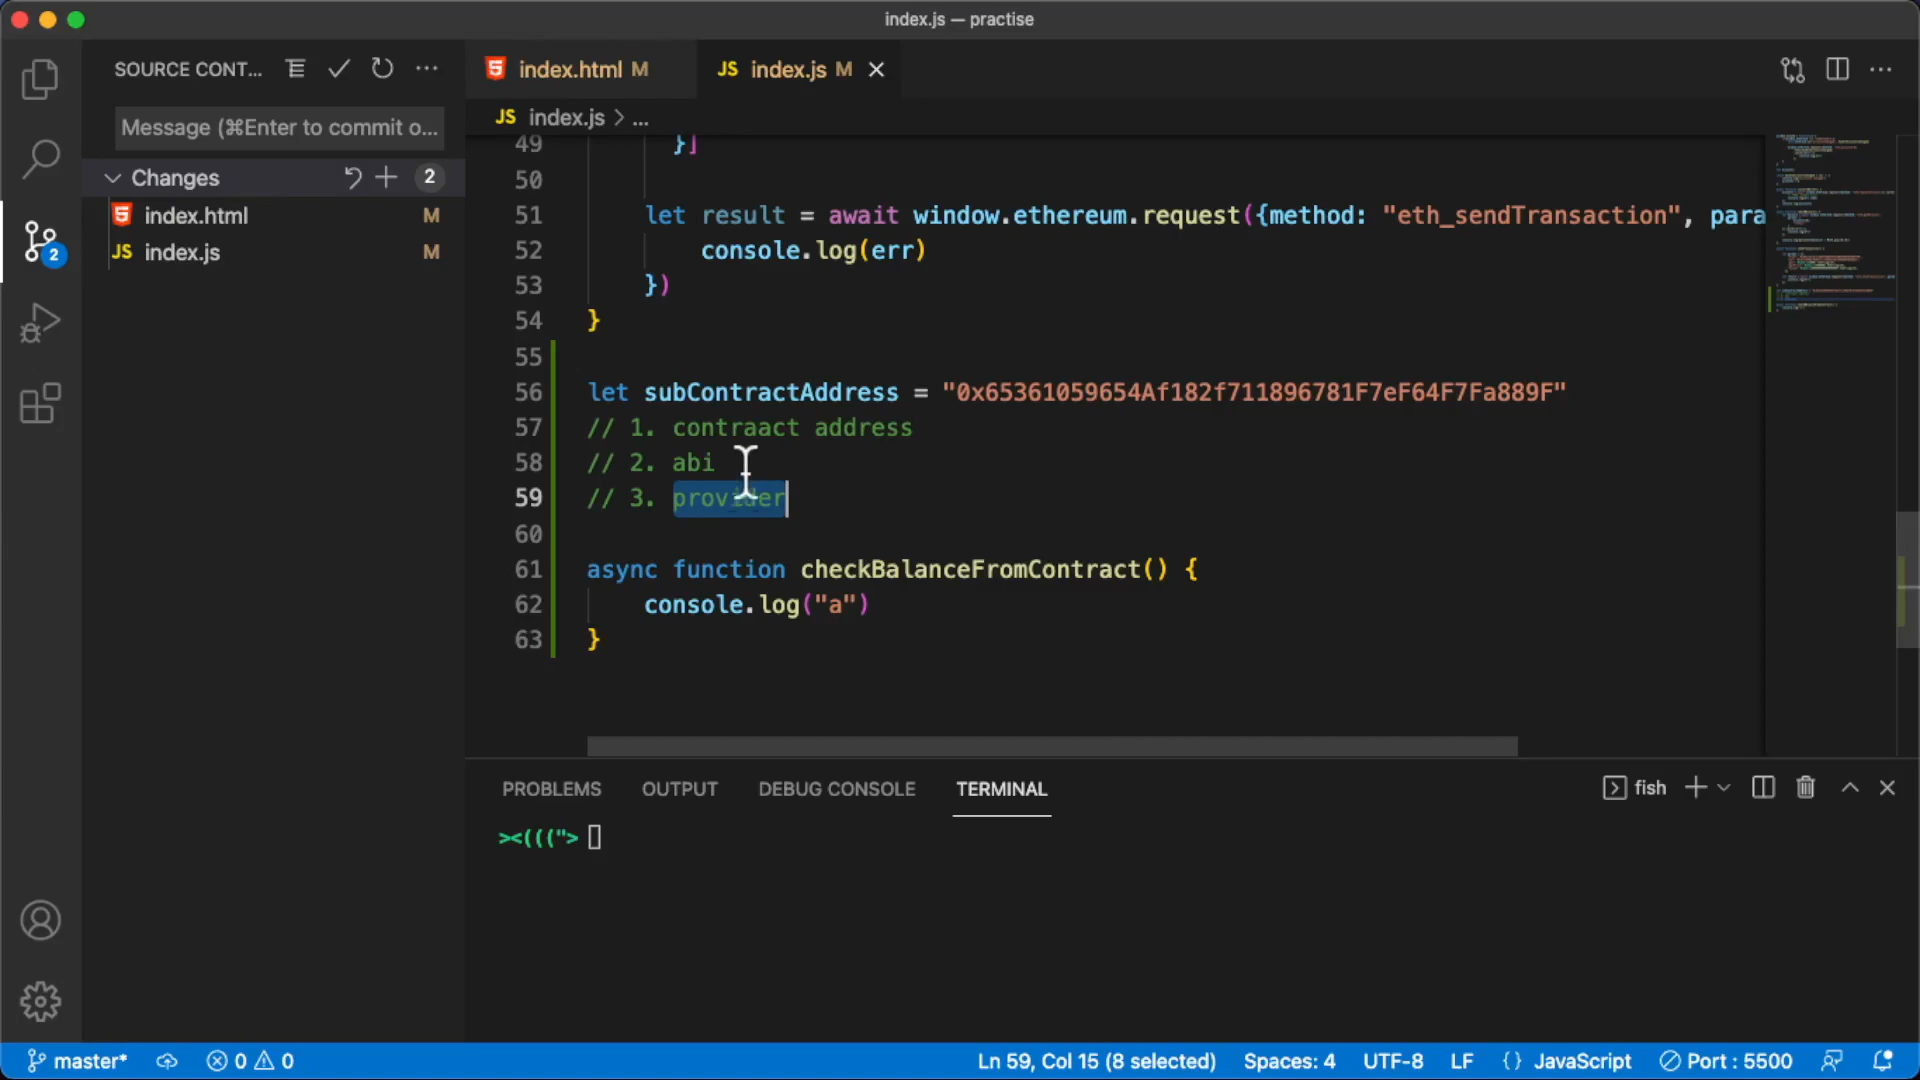 index.js — practise
SOURCE CONT...
Message (⌘Enter to commit o...
Changes 2
index.html M
index.js M
2
index.html M
JS index.js M
JS index.js > ...
49 }]
50
51 let result = await window.ethereum.request({method: "eth_sendTransaction", para
52 console.log(err)
53 })
54 }
55
56 let subContractAddress = "0x65361059654Af182f711896781F7eF64F7Fa889F"
57 // 1. contraact address
58 // 2. abi
59 // 3. provider
60
61 async function checkBalanceFromContract() {
62 console.log("a")
63 }
PROBLEMS OUTPUT DEBUG CONSOLE TERMINAL
fish
><(((">
master* 0 0
Ln 59, Col 15 (8 selected) Spaces: 4 UTF-8 LF {} JavaScript Port : 5500